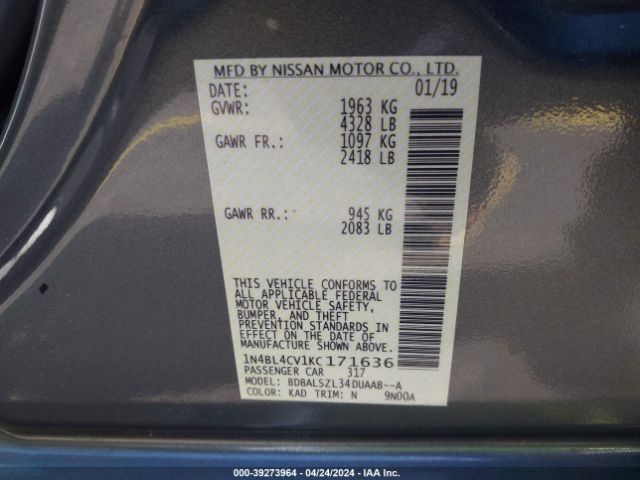 MFD BY NISSAN MOTOR CO., LTD.
DATE: 01/19
GVWR: 1963 KG
4328 LB
GAWR FR.: 1097 KG
2418 LB
GAWR RR.: 945 KG
2083 LB
THIS VEHICLE CONFORMS TO
ALL APPLICABLE FEDERAL
MOTOR VEHICLE SAFETY,
BUMPER, AND THEFT
PREVENTION STANDARDS IN
EFFECT ON THE DATE OF
MANUFACTURE SHOWN ABOVE.
1N4BL4CV1KC171636
PASSENGER CAR 317
MODEL: BDBALSZL34DUAAB--A
COLOR: KAD TRIM: N 9N00A
000-39273964 - 04/24/2024 - IAA Inc.